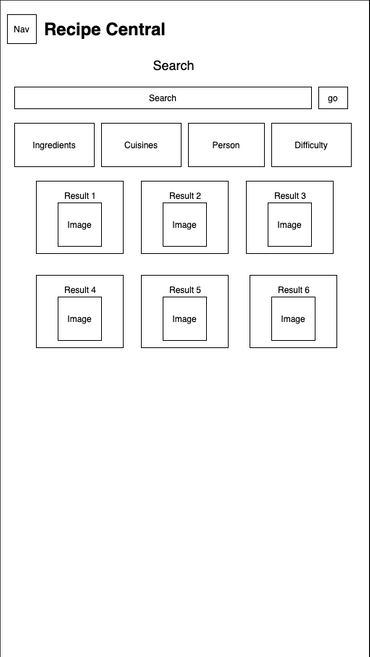 Nav
Recipe Central
Search
Search
go
Ingredients
Cuisines
Person
Difficulty
Result 1
Image
Result 2
Image
Result 3
Image
Result 4
Image
Result 5
Image
Result 6
Image